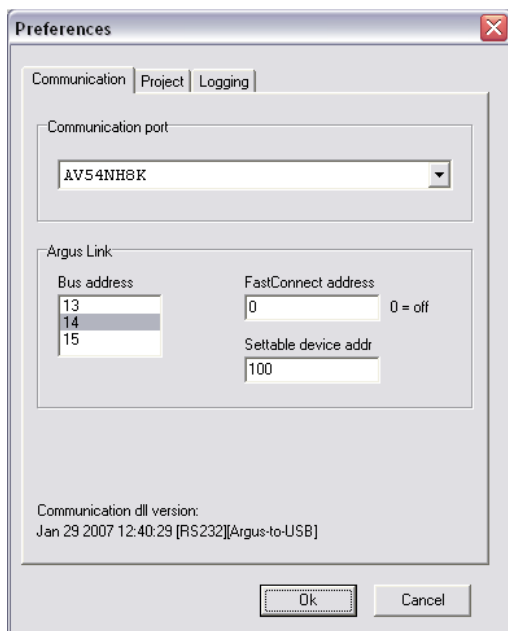 Preferences
Communication Project Logging
Communication port
AV54NH8K
Argus Link
Bus address
13
14
15
FastConnect address
0 0 = off
Settable device addr
100
Communication dll version:
Jan 29 2007 12:40:29 [RS232][Argus-to-USB]
Ok Cancel